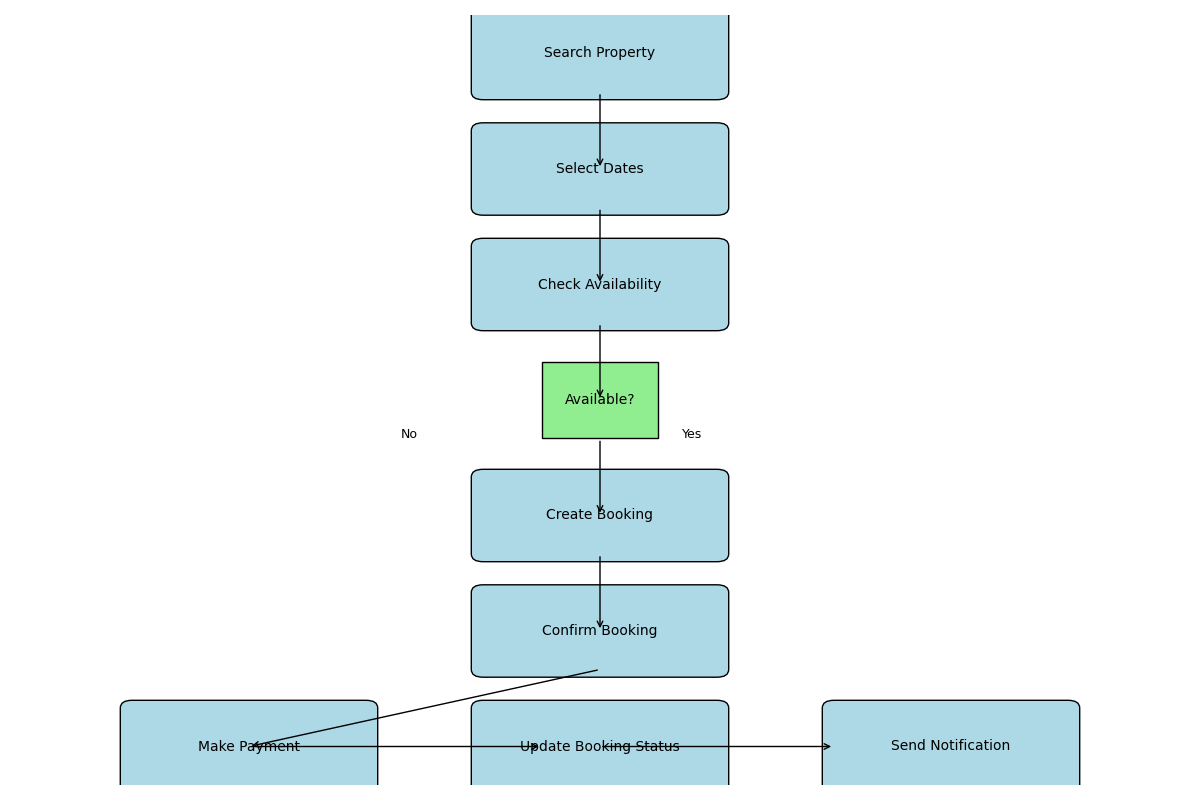 Search Property
Select Dates
Check Availability
Available?
No
Yes
Create Booking
Confirm Booking
Make Payment
Update Booking Status
Send Notification